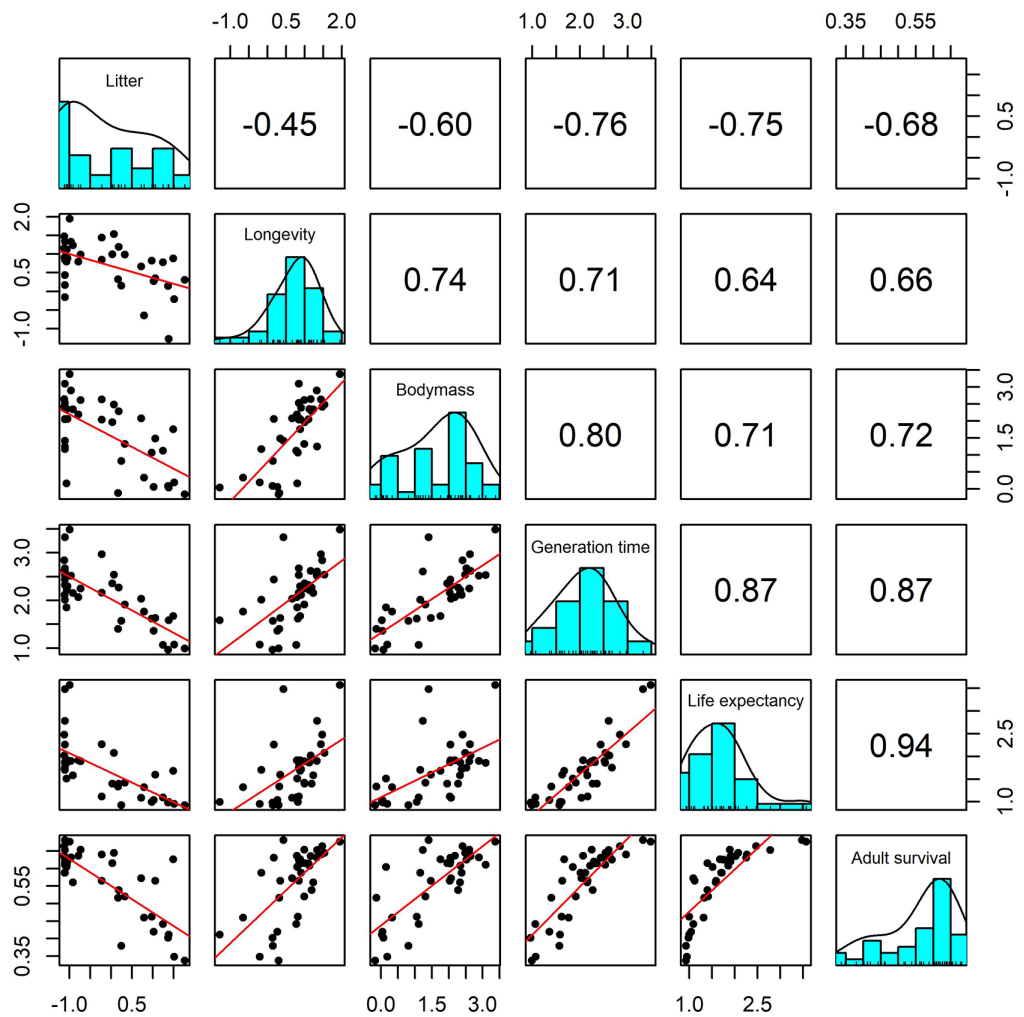 -1.0 0.5 2.0 1.0 2.0 3.0 0.35 0.55
Litter -0.45 -0.60 -0.76 -0.75 -0.68 -1.0 0.5
-1.0 0.5 2.0 Longevity 0.74 0.71 0.64 0.66
Bodymass 0.80 0.71 0.72 0.0 1.5 3.0
1.0 2.0 3.0 Generation time 0.87 0.87
Life expectancy 0.94 1.0 2.5
0.35 0.55 Adult survival
-1.0 0.5 0.0 1.5 3.0 1.0 2.5